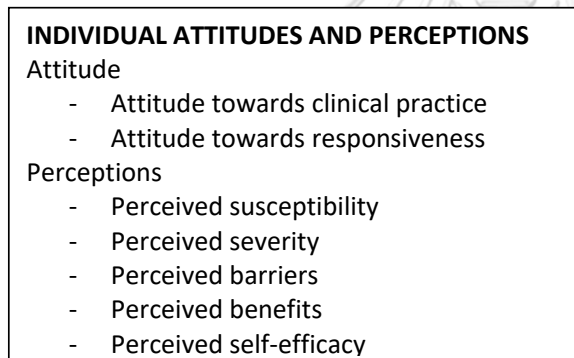 INDIVIDUAL ATTITUDES AND PERCEPTIONS
Attitude
- Attitude towards clinical practice
- Attitude towards responsiveness
Perceptions
- Perceived susceptibility
- Perceived severity
- Perceived barriers
- Perceived benefits
- Perceived self-efficacy